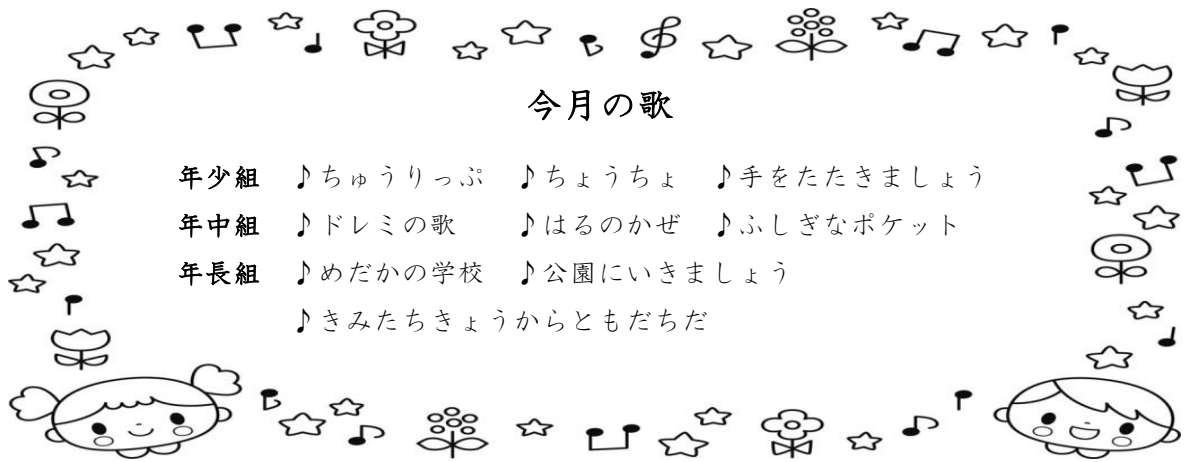 今月の歌
年少組 ♪ちゅうりっぷ ♪ちょうちょ ♪手をたたきましょう
年中組 ♪ドレミの歌 ♪はるのかぜ ♪ふしぎなポケット
年長組 ♪めだかの学校 ♪公園にいきましょう
♪きみたちきょうからともだちだ